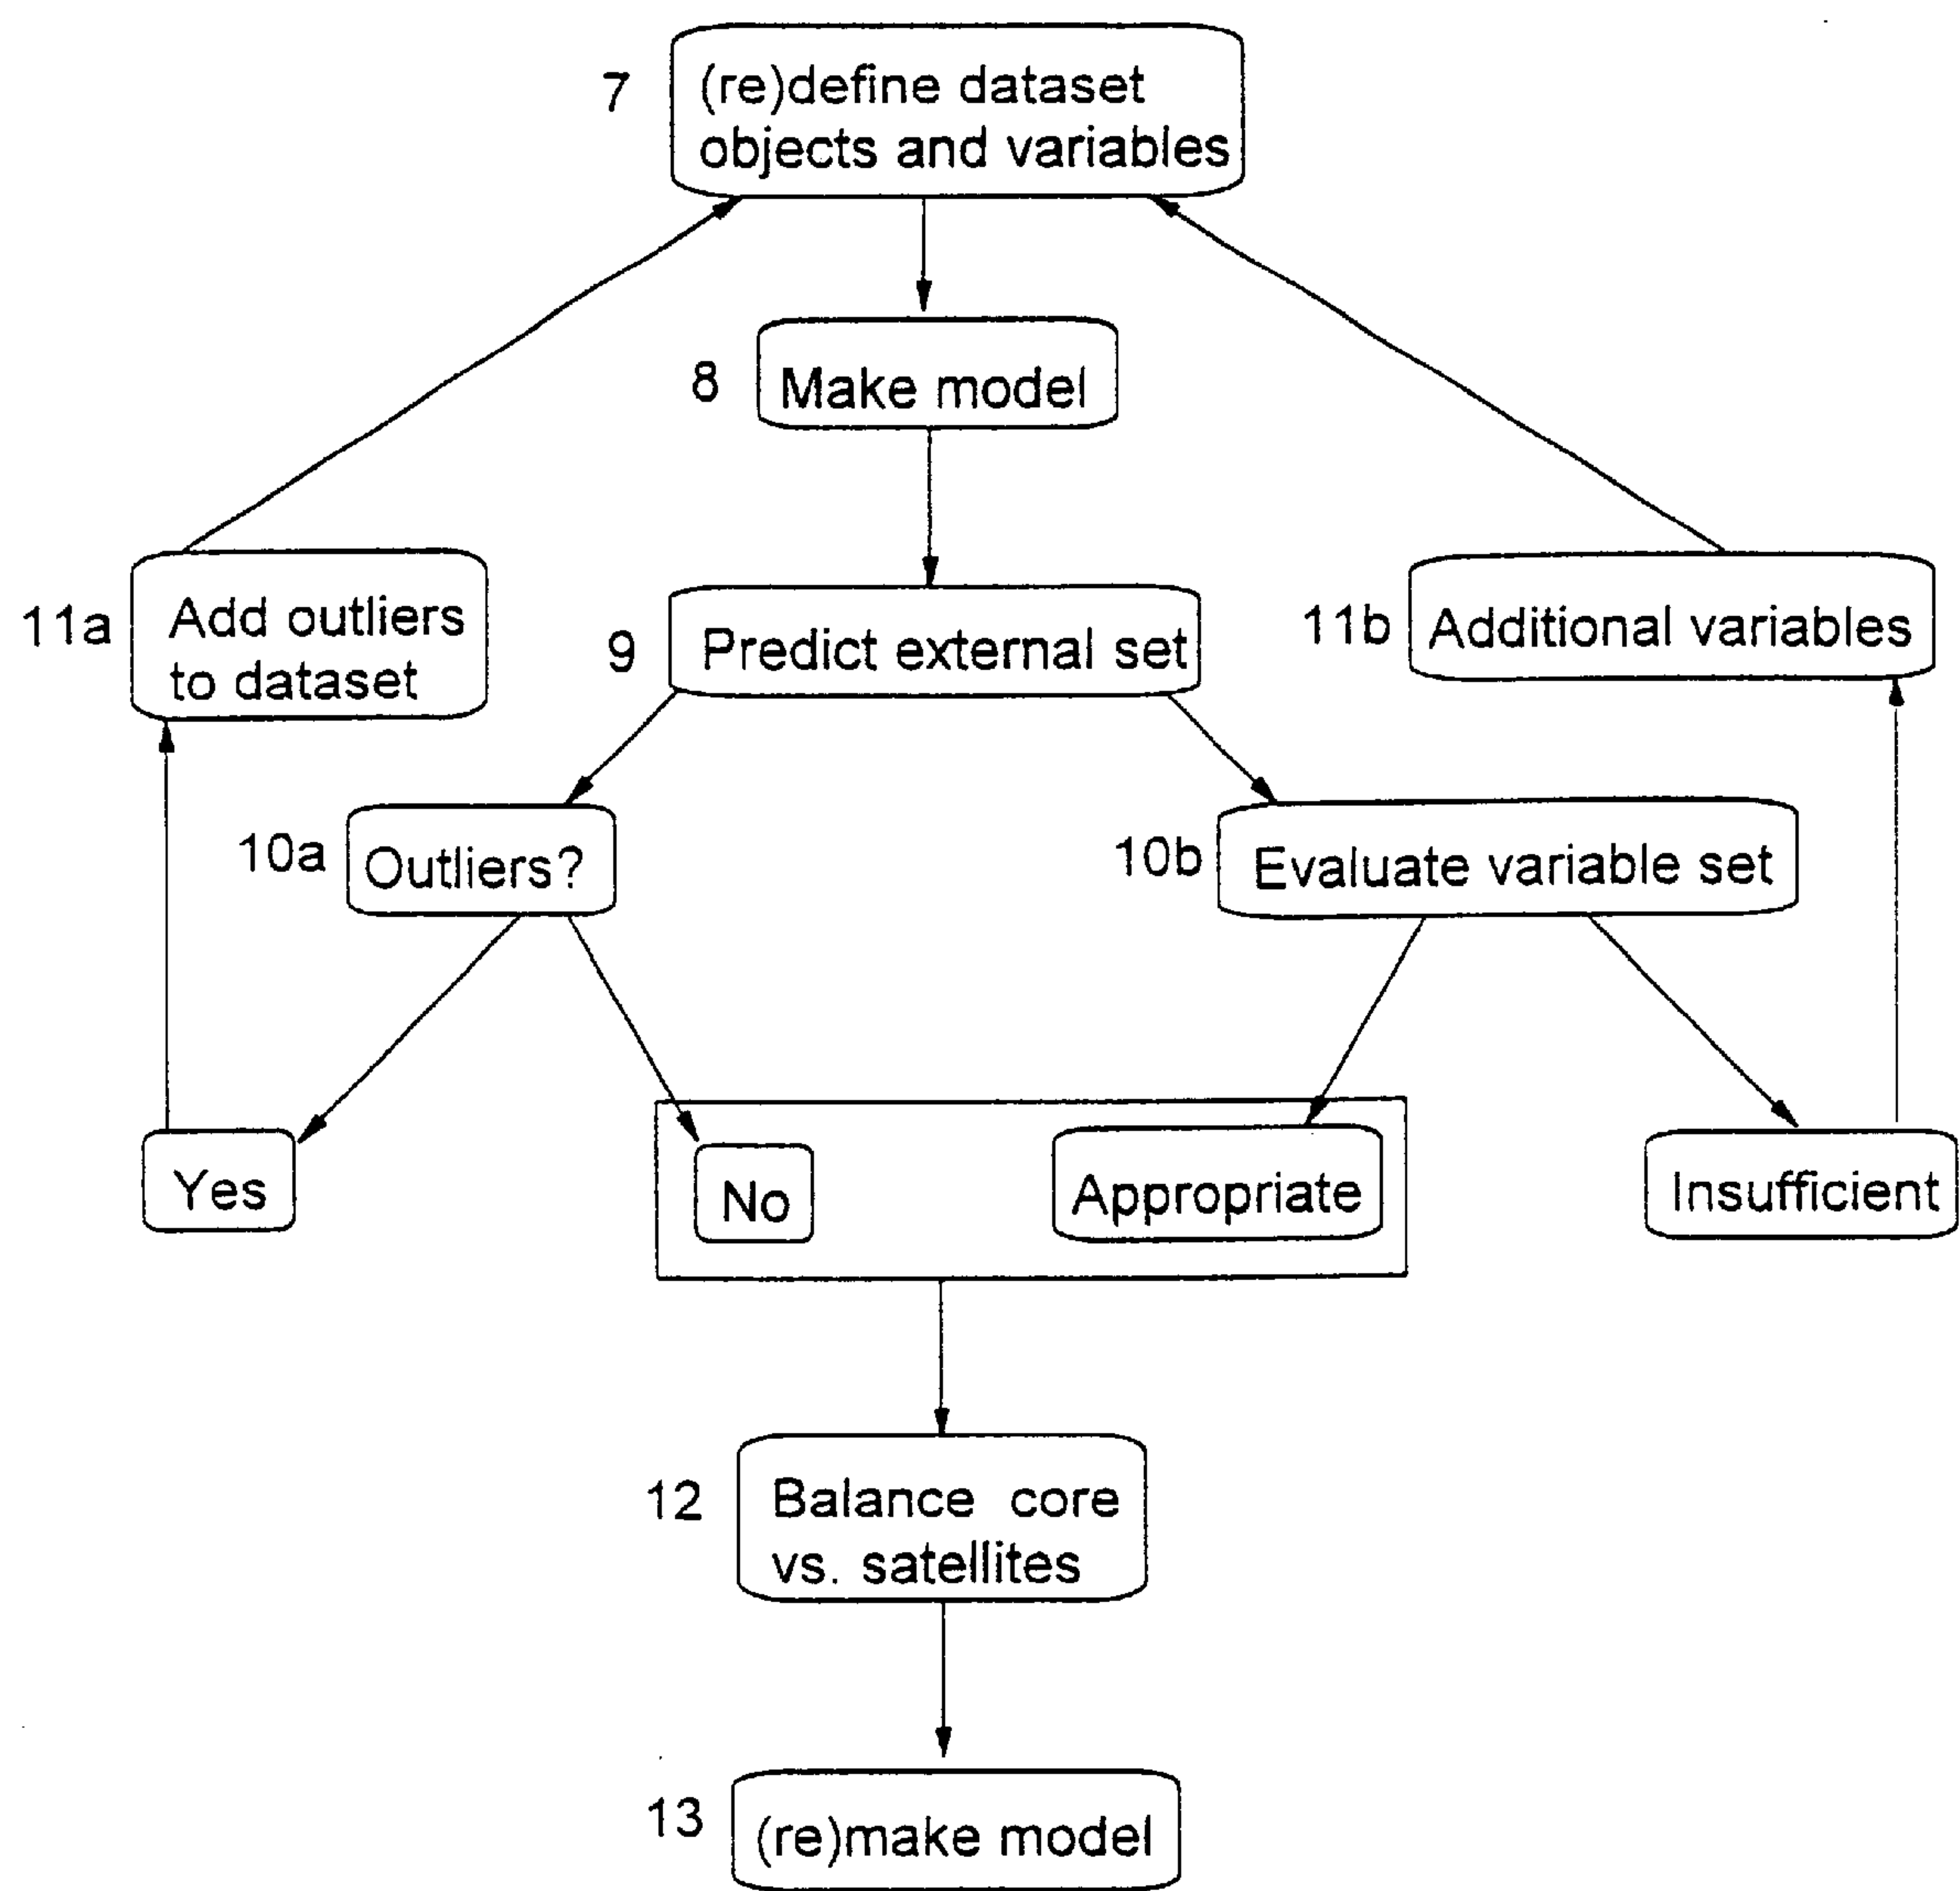 7
(re)define dataset
objects and variables
8
Make model
11a
Add outliers
to dataset
9
Predict external set
11b
Additional variables
10a
Outliers?
10b
Evaluate variable set
Yes
No
Appropriate
Insufficient
12
Balance core
vs. satellites
13
(re)make model